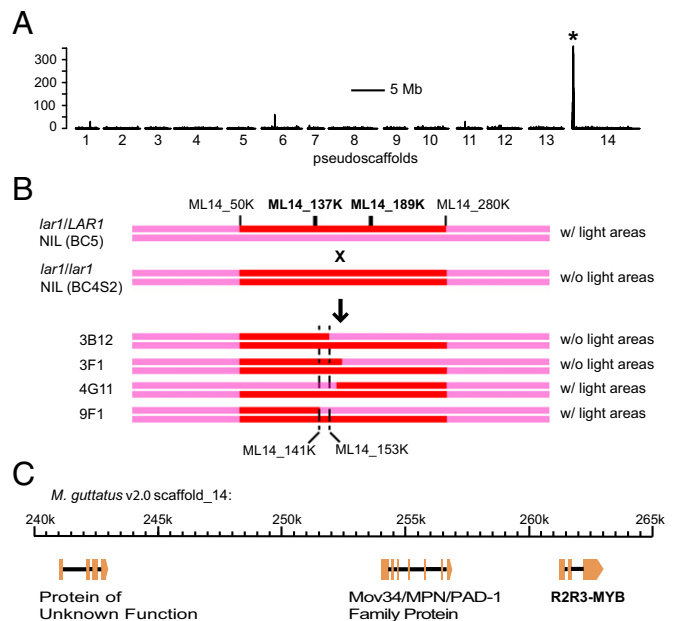 A
*
300
200
100
0
5 Mb
1 2 3 4 5 6 7 8 9 10 11 12 13 14
pseudoscaffolds
B
ML14_50K ML14_137K ML14_189K ML14_280K
lar1/LAR1
NIL (BC5)
w/ light areas
X
lar1/lar1
NIL (BC4S2)
w/o light areas
3B12 w/o light areas
3F1 w/o light areas
4G11 w/ light areas
9F1 w/ light areas
ML14_141K ML14_153K
C
M. guttatus v2.0 scaffold_14:
240k 245k 250k 255k 260k 265k
Protein of
Unknown Function
Mov34/MPN/PAD-1
Family Protein
R2R3-MYB